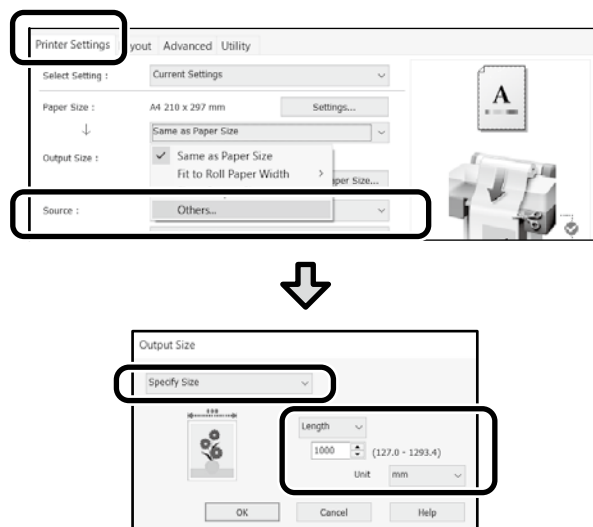 Printer Settings yout Advanced Utility
Select Setting : Current Settings
Paper Size : A4 210 x 297 mm Settings...
Same as Paper Size
Output Size :
Same as Paper Size
Fit to Roll Paper Width
aper Size...
Source : Others...
A
Output Size
Specify Size
Length
1000 (127.0 - 1293.4)
Unit mm
OK Cancel Help